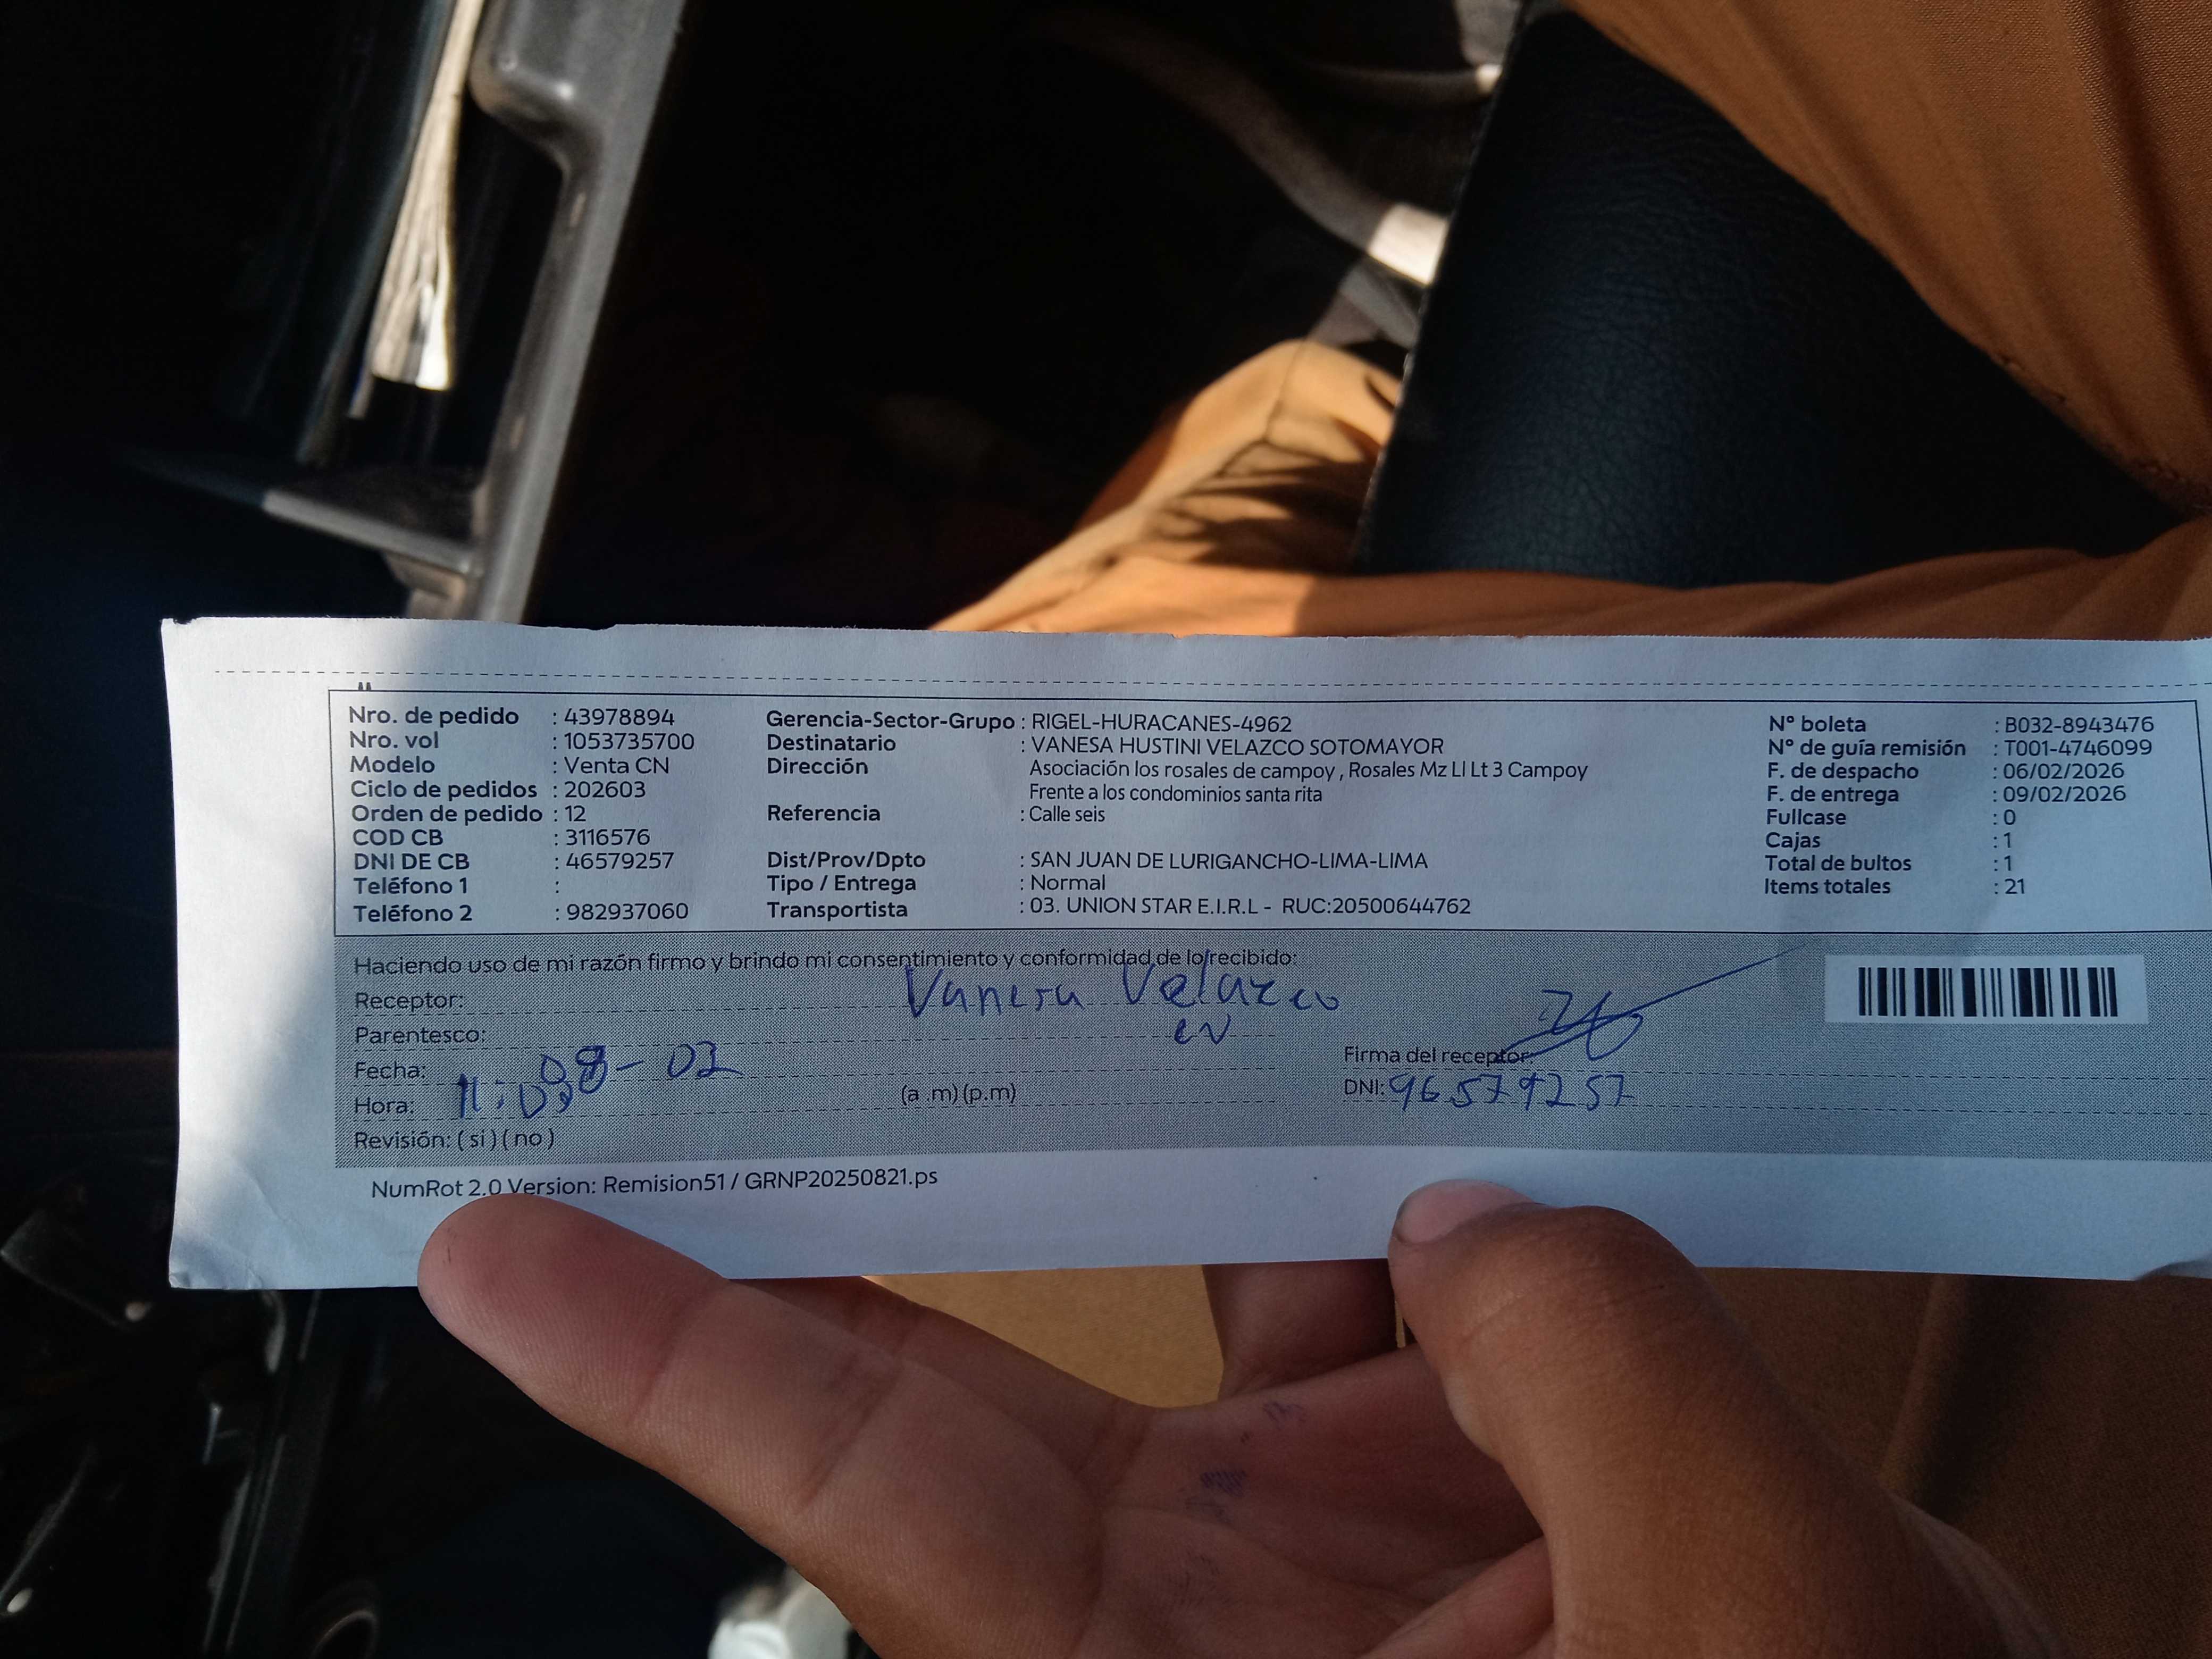 Nro. de pedido : 43978894
Nro. vol : 1053735700
Modelo : Venta CN
Ciclo de pedidos : 202603
Orden de pedido : 12
COD CB : 3116576
DNI DE CB : 46579257
Teléfono 1 :
Teléfono 2 : 982937060
Gerencia-Sector-Grupo : RIGEL-HURACANES-4962
Destinatario : VANESA HUSTINI VELAZCO SOTOMAYOR
Dirección Asociación los rosales de campoy , Rosales Mz Ll Lt 3 Campoy
Frente a los condominios santa rita
Referencia : Calle seis
Dist/Prov/Dpto : SAN JUAN DE LURIGANCHO-LIMA-LIMA
Tipo / Entrega : Normal
Transportista : 03. UNION STAR E.I.R.L - RUC:20500644762
N° boleta : B032-8943476
N° de guía remisión : T001-4746099
F. de despacho : 06/02/2026
F. de entrega : 09/02/2026
Fullcase : 0
Cajas : 1
Total de bultos : 1
Items totales : 21
Haciendo uso de mi razón firmo y brindo mi consentimiento y conformidad de lo recibido:
Receptor: Vanesa Velazco
Parentesco:
Fecha: 09-02
Hora: (a .m) (p.m)
Revisión: ( si ) ( no )
Firma del receptor:
DNI: 46579257
NumRot 2.0 Version: Remision51 / GRNP20250821.ps